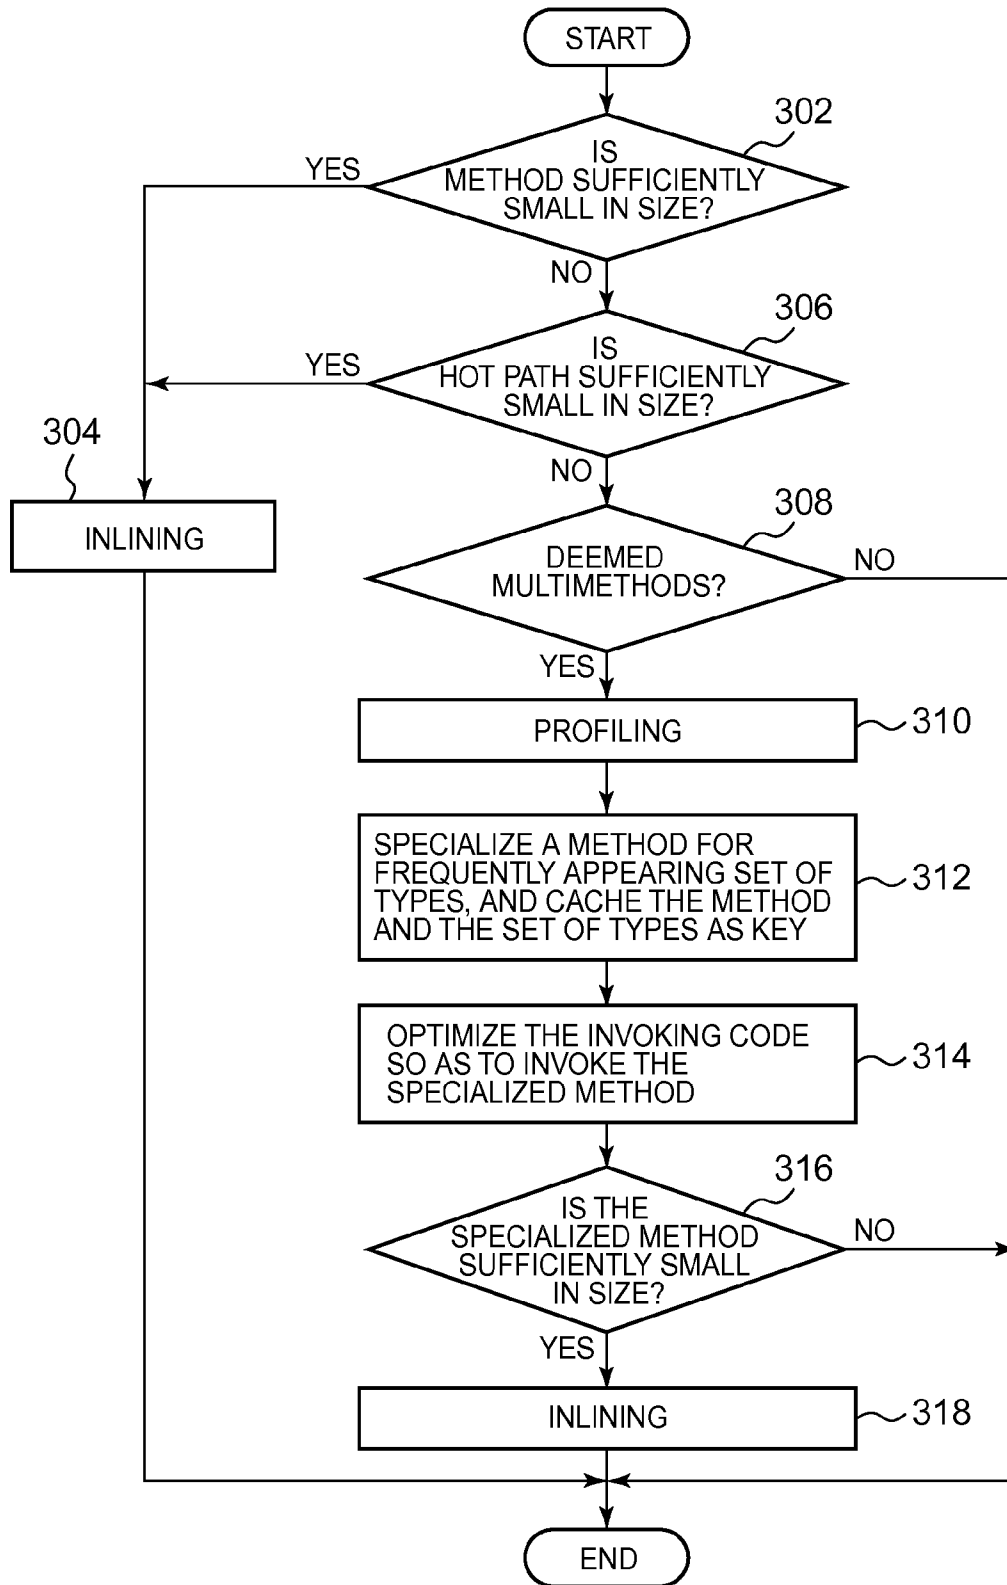 START
302
IS
METHOD SUFFICIENTLY
SMALL IN SIZE?
YES
NO
306
IS
HOT PATH SUFFICIENTLY
SMALL IN SIZE?
YES
NO
304
INLINING
308
DEEMED
MULTIMETHODS?
NO
YES
PROFILING
310
SPECIALIZE A METHOD FOR
FREQUENTLY APPEARING SET OF
TYPES, AND CACHE THE METHOD
AND THE SET OF TYPES AS KEY
312
OPTIMIZE THE INVOKING CODE
SO AS TO INVOKE THE
SPECIALIZED METHOD
314
316
IS THE
SPECIALIZED METHOD
SUFFICIENTLY SMALL
IN SIZE?
NO
YES
INLINING
318
END